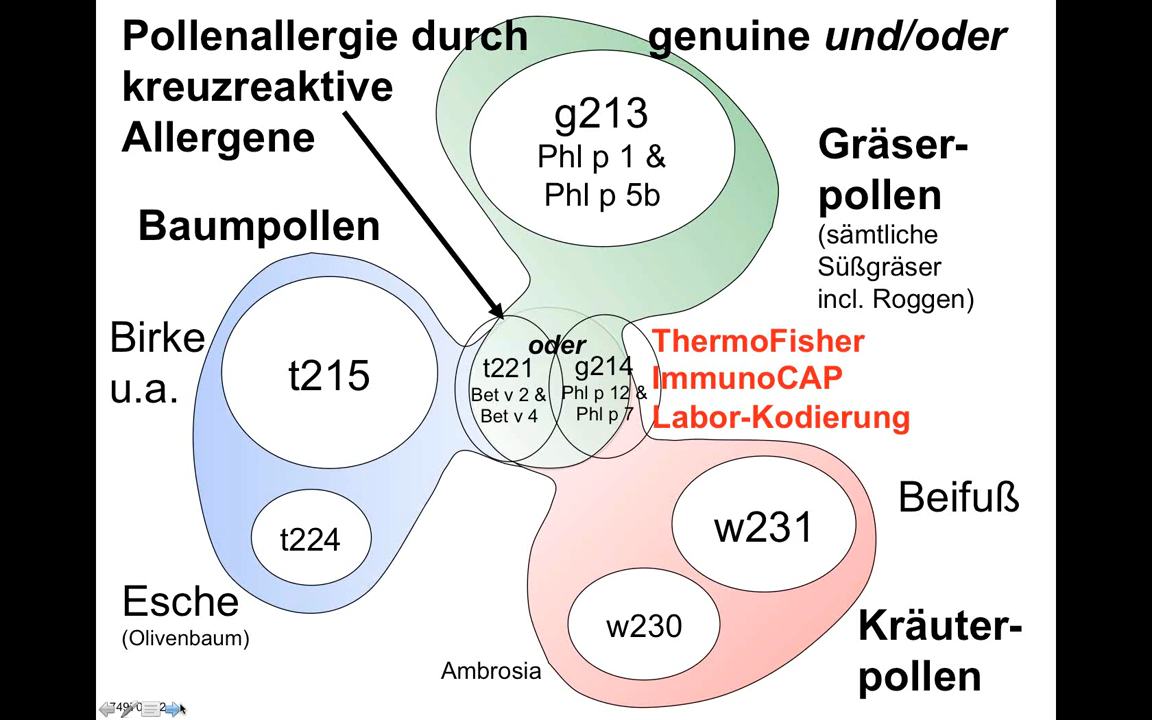 Pollenallergie durch genuine und/oder
kreuzreaktive
Allergene
g213
Phl p 1 &
Phl p 5b
Gräser-
pollen
(sämtliche
Süßgräser
incl. Roggen)
Baumpollen
Birke
u.a.
t215
oder
t221
Bet v 2 &
Bet v 4
g214
Phl p 12 &
Phl p 7
ThermoFisher
ImmunoCAP
Labor-Kodierung
t224
Esche
(Olivenbaum)
w231
Beifuß
w230
Ambrosia
Kräuter-
pollen